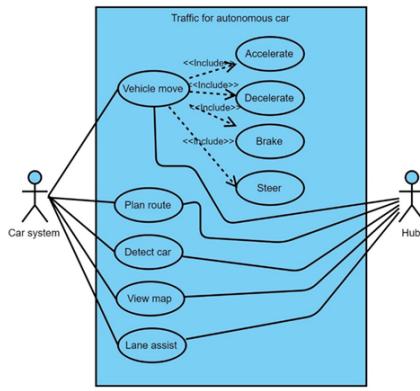 Traffic for autonomous car
Accelerate
<<Include>>
Vehicle move
<<Include>>
Decelerate
<<Include>>
Brake
<<Include>>
Steer
Plan route
Car system
Hub
Detect car
View map
Lane assist